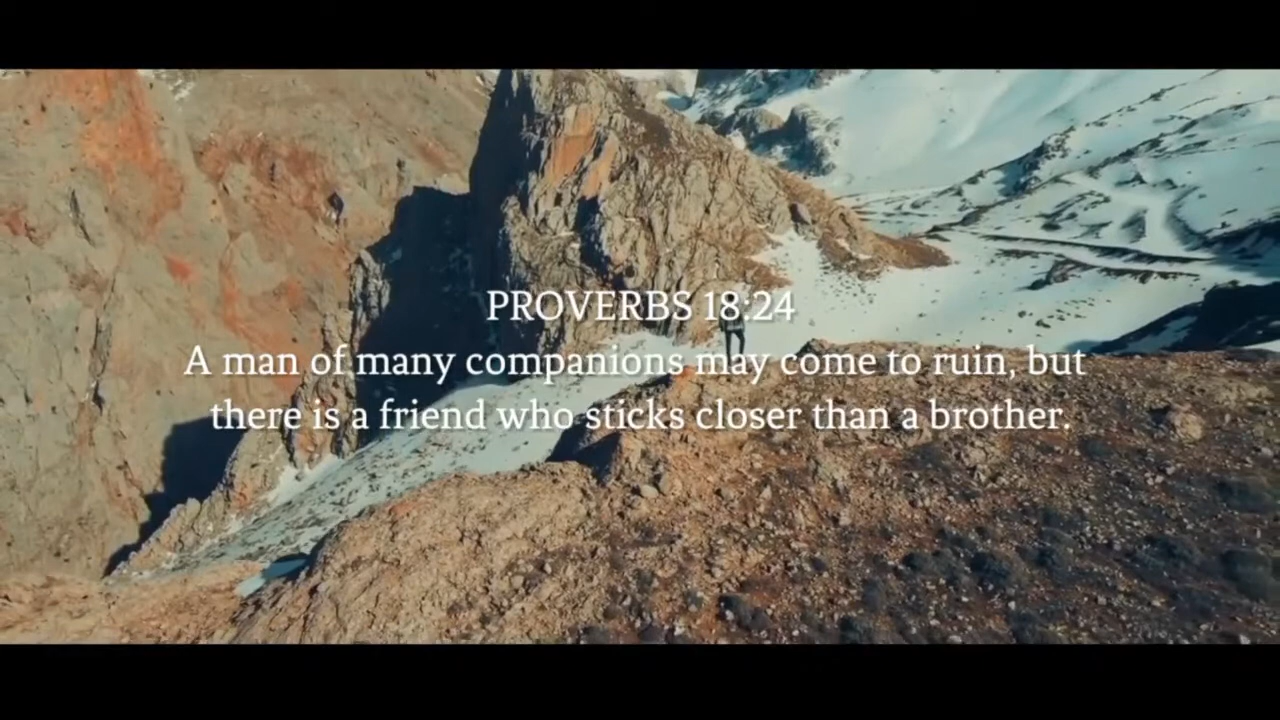 PROVERBS 18:24
A man of many companions may come to ruin, but
there is a friend who sticks closer than a brother.